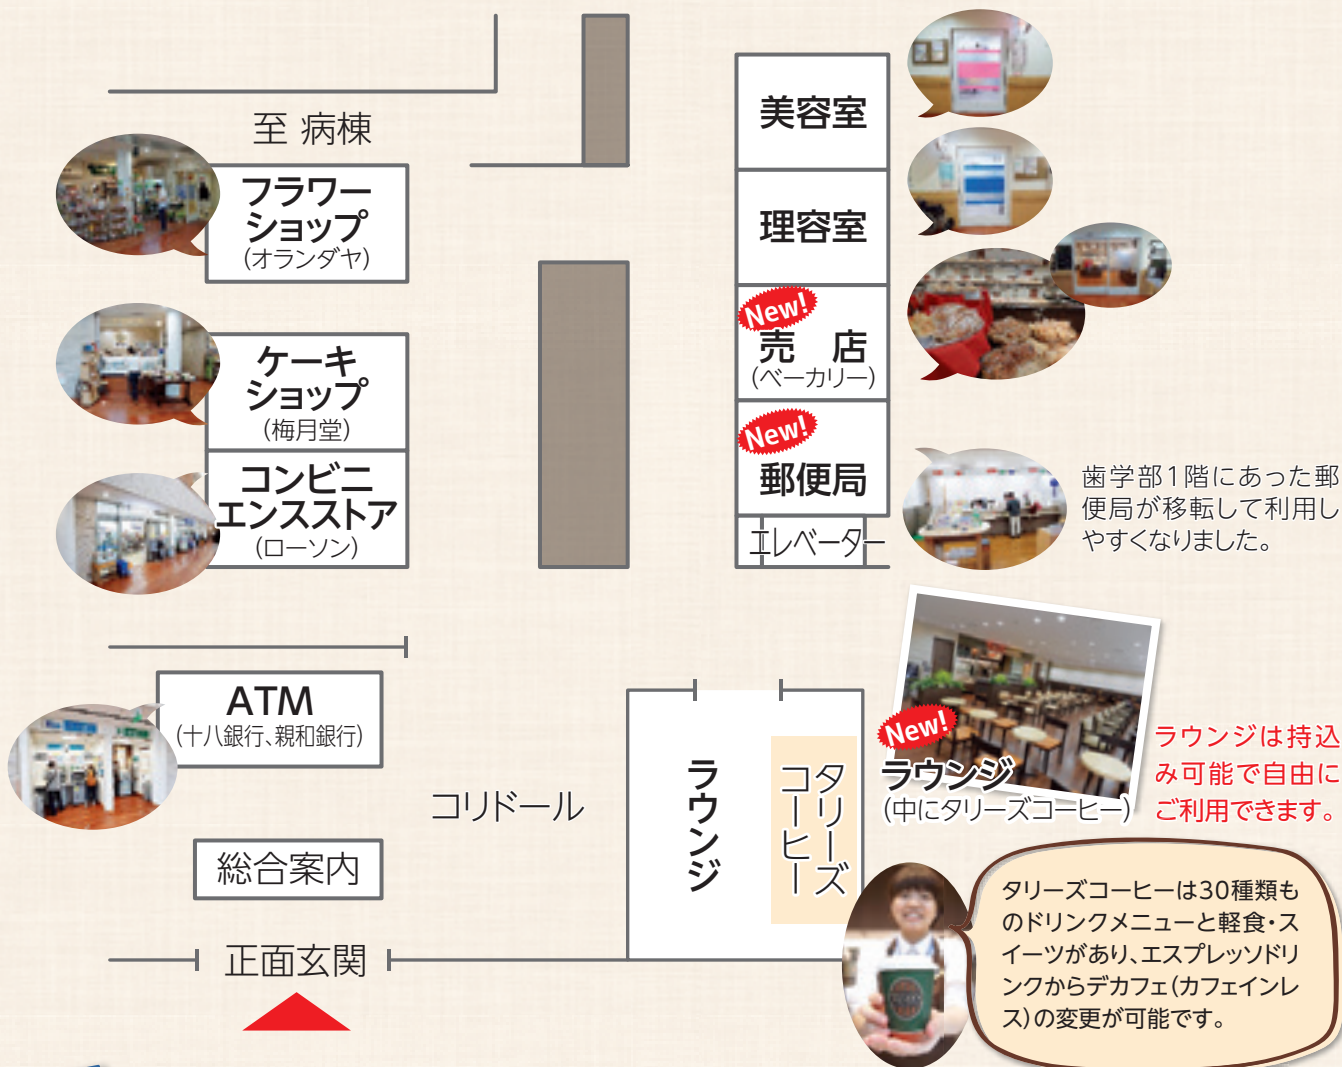 至 病棟
フラワー
ショップ
(オランダヤ)
ケーキ
ショップ
(梅月堂)
コンビニ
エンスストア
(ローソン)
ATM
(十八銀行、親和銀行)
総合案内
正面玄関
コリドール
美容室
理容室
New!
売 店
(ベーカリー)
New!
郵便局
エレベーター
歯学部1階にあった郵
便局が移転して利用し
やすくなりました。
ラウンジ
タリーズ
コーヒー
New!
ラウンジ
(中にタリーズコーヒー)
ラウンジは持込
み可能で自由に
ご利用できます。
タリーズコーヒーは30種類も
のドリンクメニューと軽食・ス
イーツがあり、エスプレッソドリ
ンクからデカフェ(カフェインレ
ス)の変更が可能です。